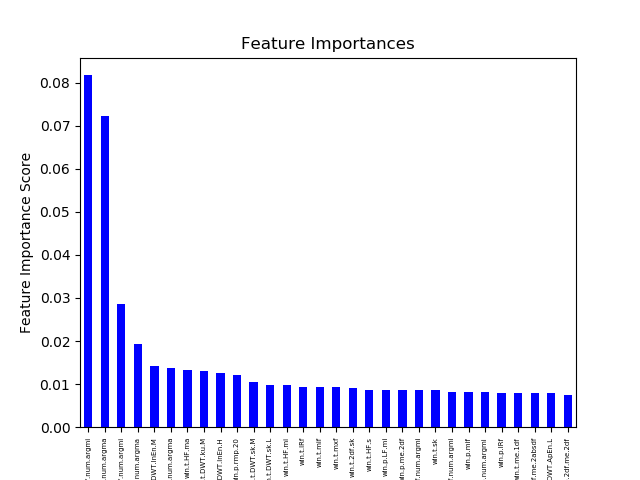 Feature Importances
Feature Importance Score
0.08
0.07
0.06
0.05
0.04
0.03
0.02
0.01
0.00
.num.argmi
num.argma
.num.argmi
num.argma
DWT.InEn.M
num.argma
win.t.HF.ma
.t.DWT.ku.M
DWT.InEn.H
win.p.rmp.20
.t.DWT.sk.M
.t.DWT.sk.L
win.t.HF.mi
win.t.lRf
win.t.mif
win.t.mxf
win.t.2df.sk
win.t.HF.s
win.p.LF.mi
win.p.me.2df
.num.argmi
win.t.sk
.num.argmi
win.p.mif
.num.argmi
win.p.lRf
win.t.me.1df
f.me.2absdf
DWT.ApEn.L
.2df.me.2df